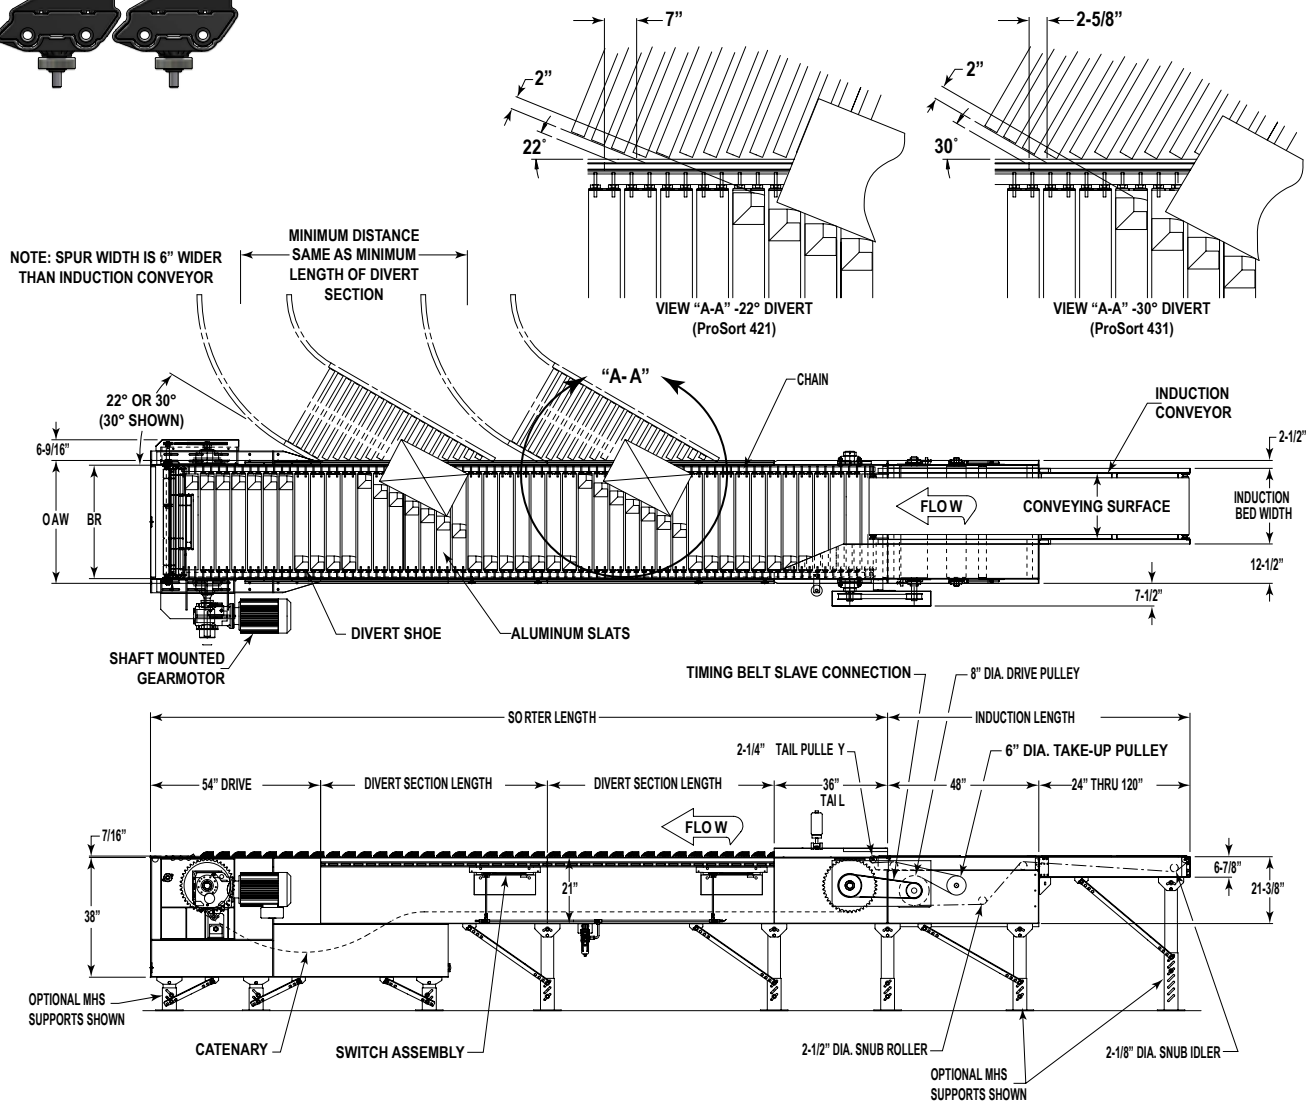 7”
2”
22°
2-5/8”
2”
30°
VIEW “A-A” -22° DIVERT
(ProSort 421)
VIEW “A-A” -30° DIVERT
(ProSort 431)
NOTE: SPUR WIDTH IS 6” WIDER
THAN INDUCTION CONVEYOR
MINIMUM DISTANCE
SAME AS MINIMUM
LENGTH OF DIVERT
SECTION
“A- A”
CHAIN
INDUCTION
CONVEYOR
22° OR 30°
(30° SHOWN)
6-9/16”
2-1/2”
OAW
BR
FLOW
CONVEYING SURFACE
INDUCTION
BED WIDTH
12-1/2”
7-1/2”
DIVERT SHOE
ALUMINUM SLATS
SHAFT MOUNTED
GEARMOTOR
TIMING BELT SLAVE CONNECTION
8” DIA. DRIVE PULLEY
SORTER LENGTH
INDUCTION LENGTH
2-1/4” TAIL PULLE Y
6” DIA. TAKE-UP PULLEY
54” DRIVE
DIVERT SECTION LENGTH
DIVERT SECTION LENGTH
36”
TAIL
48”
24” THRU 120”
FLOW
7/16”
21”
6-7/8”
21-3/8”
38”
OPTIONAL MHS
SUPPORTS SHOWN
CATENARY
SWITCH ASSEMBLY
2-1/2” DIA. SNUB ROLLER
2-1/8” DIA. SNUB IDLER
OPTIONAL MHS
SUPPORTS SHOWN